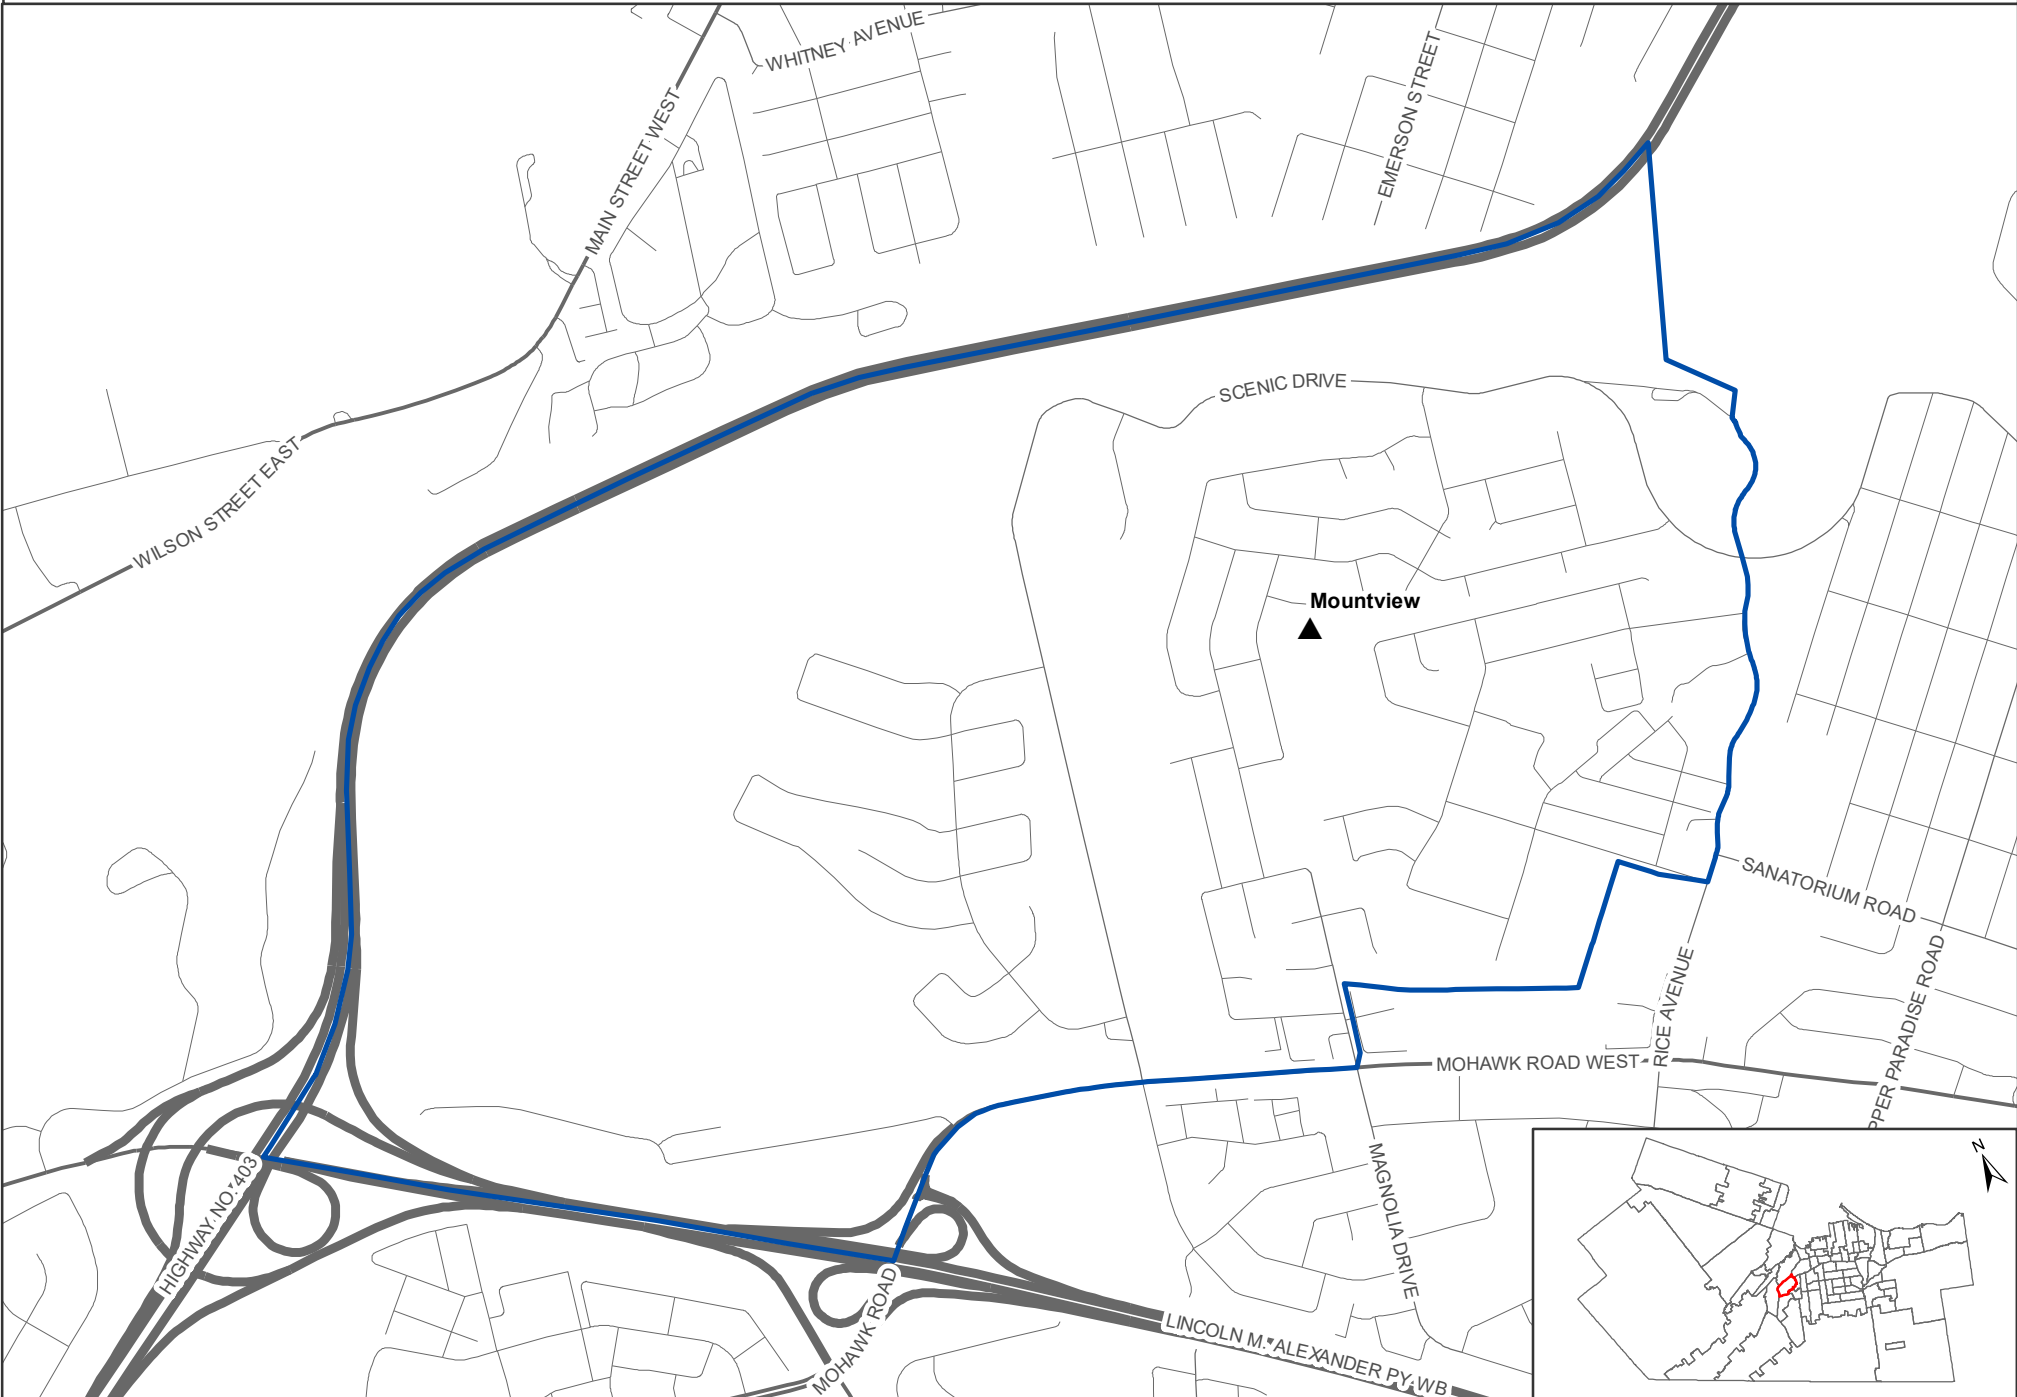 WHITNEY AVENUE
MAIN STREET WEST
EMERSON STREET
SCENIC DRIVE
WILSON STREET EAST
Mountview
SANATORIUM ROAD
RICE AVENUE
MOHAWK ROAD WEST
PPER PARADISE ROAD
HIGHWAY NO. 403
MAGNOLIA DRIVE
MOHAWK ROAD
LINCOLN M. ALEXANDER PY WB
N